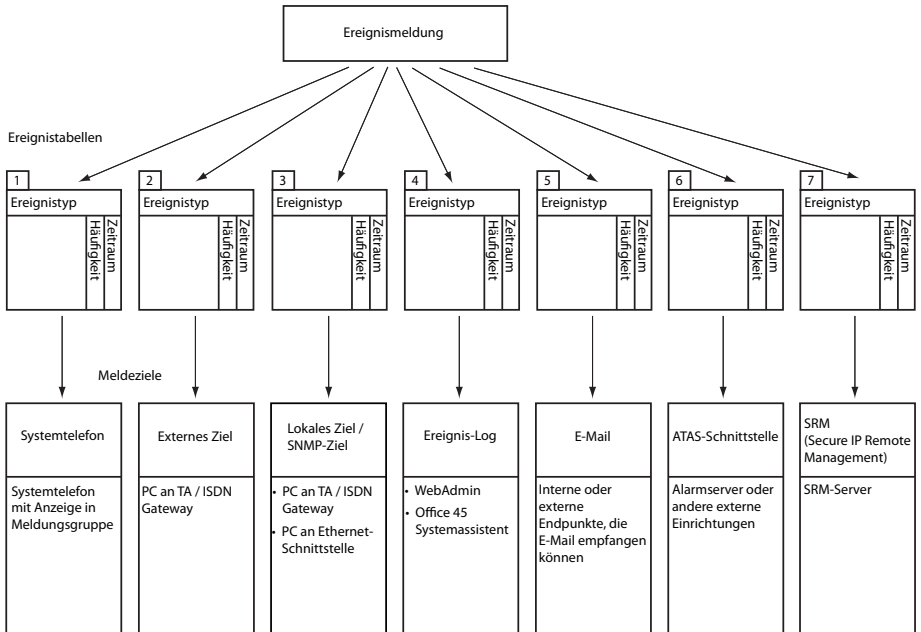 Ereignismeldung
Ereignistabellen
1
2
3
4
5
6
7
Ereignistyp
Häufigkeit
Zeitraum
Ereignistyp
Häufigkeit
Zeitraum
Ereignistyp
Häufigkeit
Zeitraum
Ereignistyp
Häufigkeit
Zeitraum
Ereignistyp
Häufigkeit
Zeitraum
Ereignistyp
Häufigkeit
Zeitraum
Ereignistyp
Häufigkeit
Zeitraum
Meldeziele
Systemtelefon
Systemtelefon
mit Anzeige in
Meldungsgruppe
Externes Ziel
PC an TA / ISDN
Gateway
Lokales Ziel /
SNMP-Ziel
• PC an TA / ISDN
Gateway
• PC an Ethernet-
Schnittstelle
Ereignis-Log
• WebAdmin
• Office 45
Systemassistent
E-Mail
Interne oder
externe
Endpunkte, die
E-Mail empfangen
können
ATAS-Schnittstelle
Alarmserver oder
andere externe
Einrichtungen
SRM
(Secure IP Remote
Management)
SRM-Server